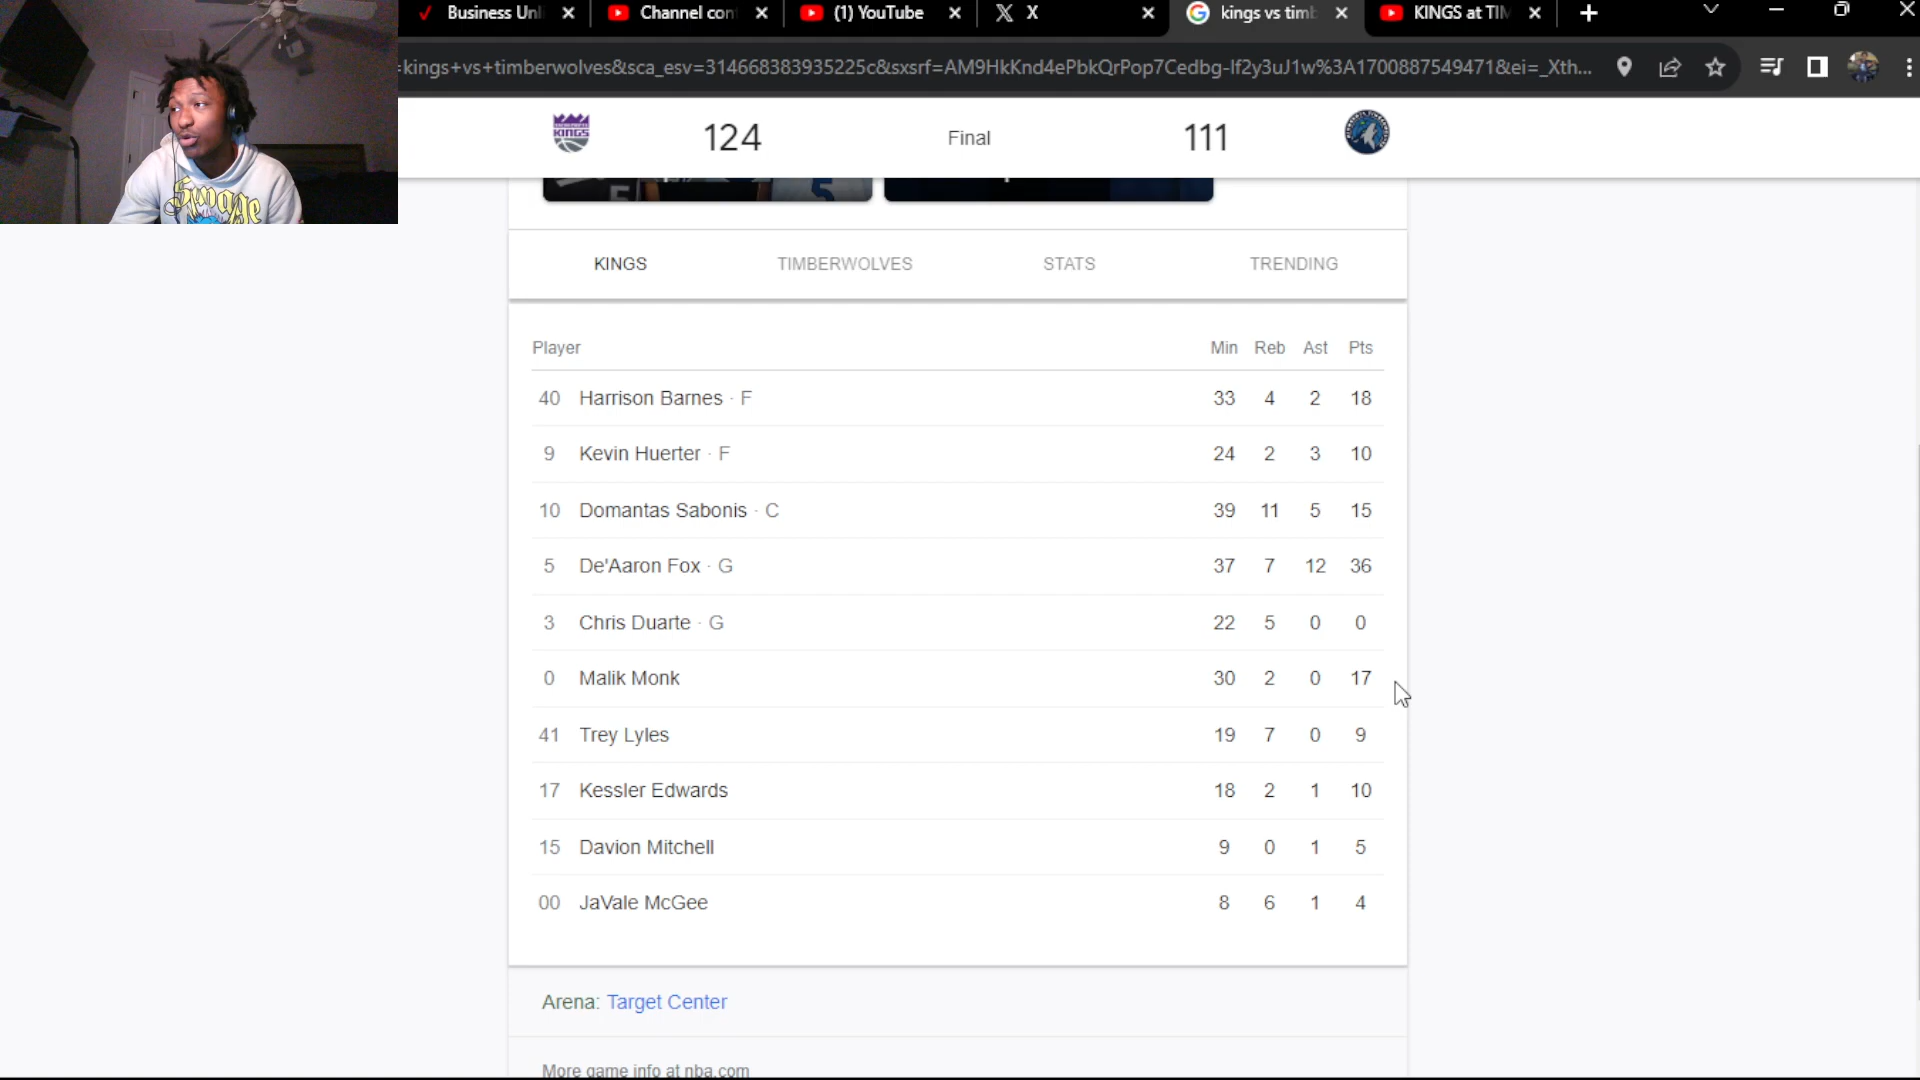 Business Unl
Channel con
(1) YouTube
X
kings vs timb
KINGS at TIM
=kings+vs+timberwolves&sca_esv=314668383935225c&sxsrf=AM9HkKnd4ePbkQrPop7Cedbg-lf2y3uJ1w%3A1700887549471&ei=_Xth...
KINGS
124
Final
111
KINGS
TIMBERWOLVES
STATS
TRENDING
Player Min Reb Ast Pts
40 Harrison Barnes · F 33 4 2 18
9 Kevin Huerter · F 24 2 3 10
10 Domantas Sabonis · C 39 11 5 15
5 De'Aaron Fox · G 37 7 12 36
3 Chris Duarte · G 22 5 0 0
0 Malik Monk 30 2 0 17
41 Trey Lyles 19 7 0 9
17 Kessler Edwards 18 2 1 10
15 Davion Mitchell 9 0 1 5
00 JaVale McGee 8 6 1 4
Arena: Target Center
More game info at nba.com